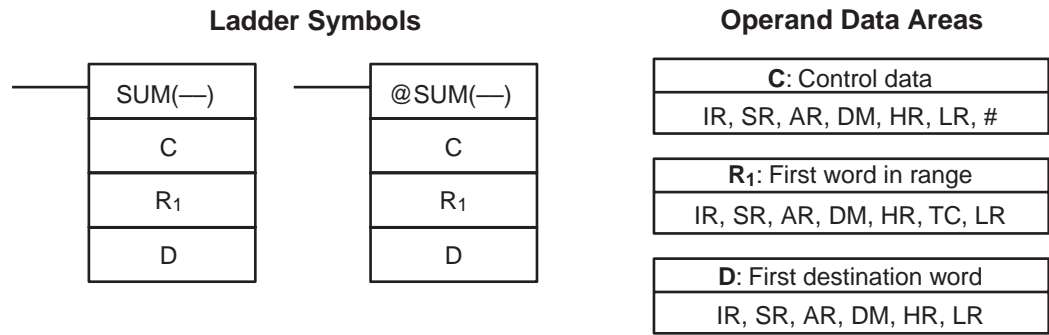 Ladder Symbols
SUM(—)
C
R1
D
@SUM(—)
C
R1
D
Operand Data Areas
C: Control data
IR, SR, AR, DM, HR, LR, #
R1: First word in range
IR, SR, AR, DM, HR, TC, LR
D: First destination word
IR, SR, AR, DM, HR, LR